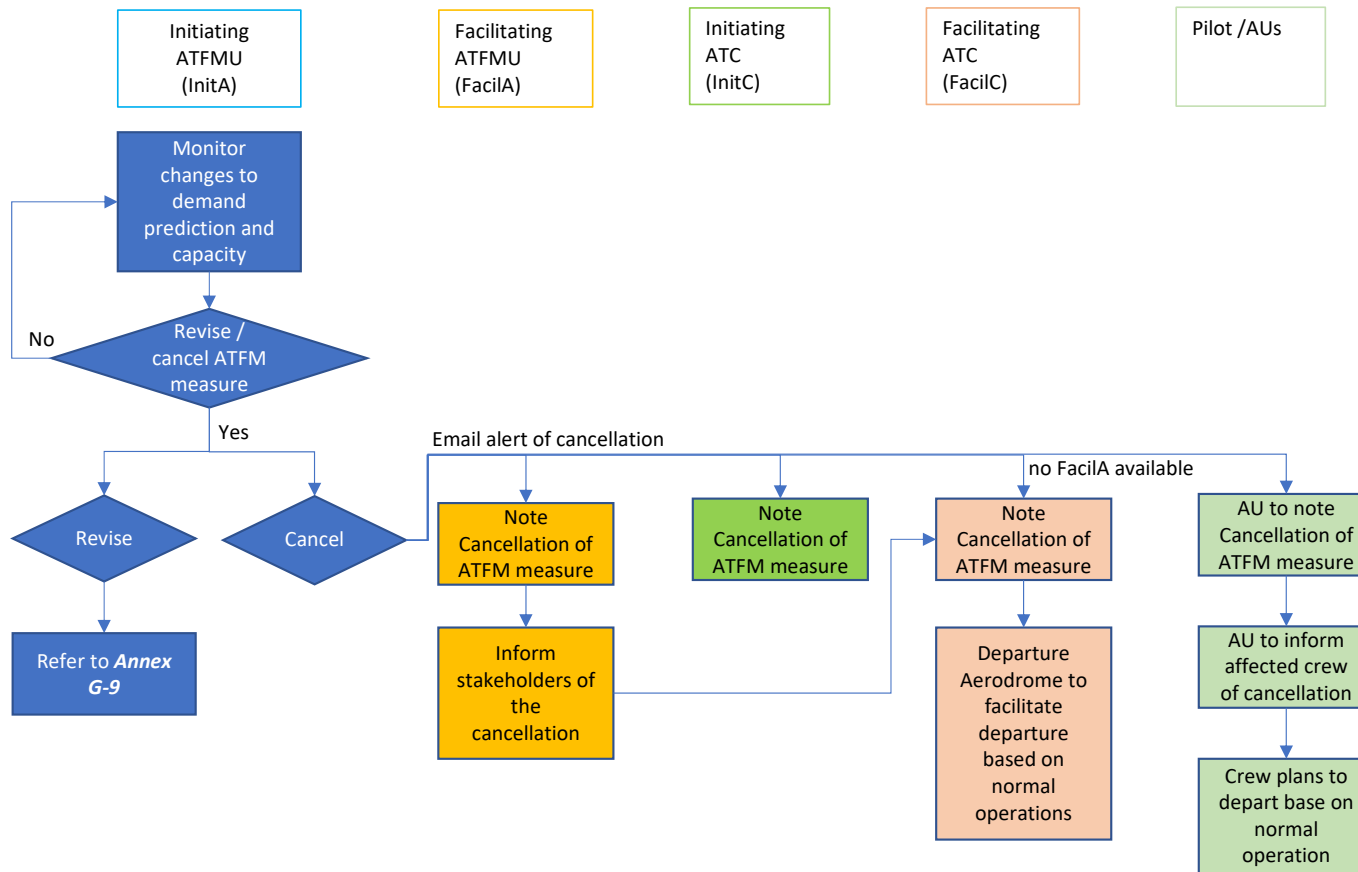 Initiating
ATFMU
(InitA)
Facilitating
ATFMU
(FacilA)
Initiating
ATC
(InitC)
Facilitating
ATC
(FacilC)
Pilot /AUs
Monitor
changes to
demand
prediction and
capacity
No
Revise /
cancel ATFM
measure
Yes
Email alert of cancellation
no FacilA available
Revise
Cancel
Note
Cancellation of
ATFM measure
Note
Cancellation of
ATFM measure
Note
Cancellation of
ATFM measure
AU to note
Cancellation of
ATFM measure
Refer to Annex
G-9
Inform
stakeholders of
the
cancellation
Departure
Aerodrome to
facilitate
departure
based on
normal
operations
AU to inform
affected crew
of cancellation
Crew plans to
depart base on
normal
operation